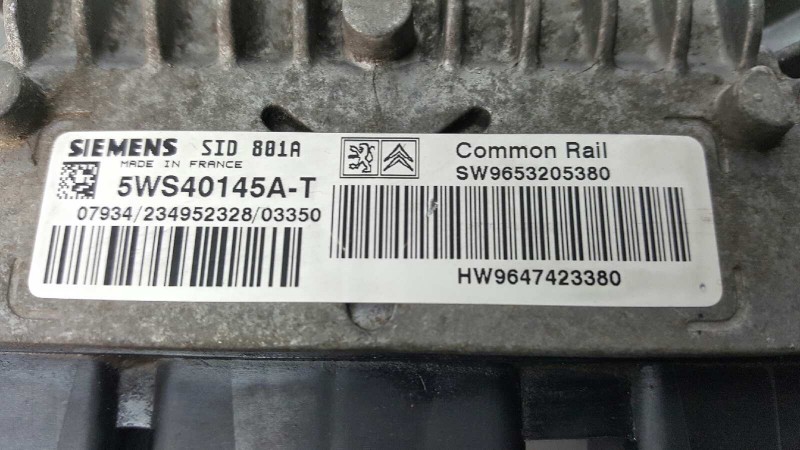 SIEMENS SID 801A
MADE IN FRANCE
5WS40145A-T
07934/234952328/03350
Common Rail
SW9653205380
HW9647423380